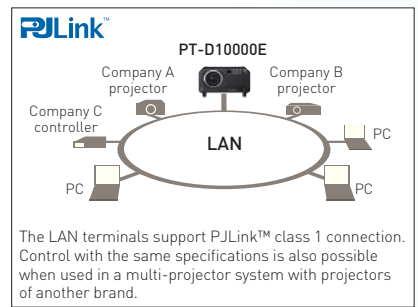 PJLink™
PT-D10000E
Company A
projector
Company B
projector
Company C
controller
LAN
PC
PC
PC
The LAN terminals support PJLink™ class 1 connection.
Control with the same specifications is also possible
when used in a multi-projector system with projectors
of another brand.